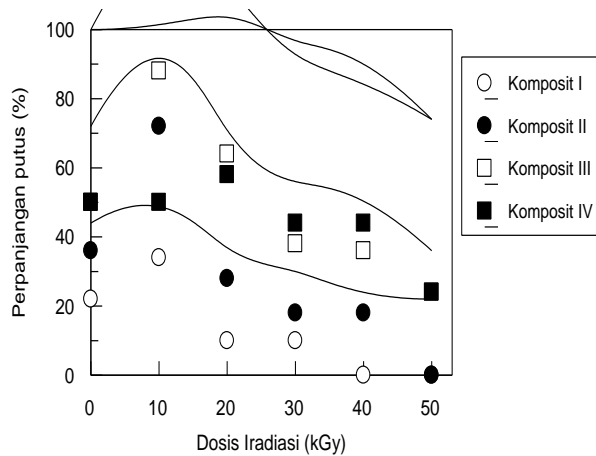 Perpanjangan putus (%)
100
80
60
40
20
0
0 10 20 30 40 50
Dosis Iradiasi (kGy)
Komposit I
Komposit II
Komposit III
Komposit IV